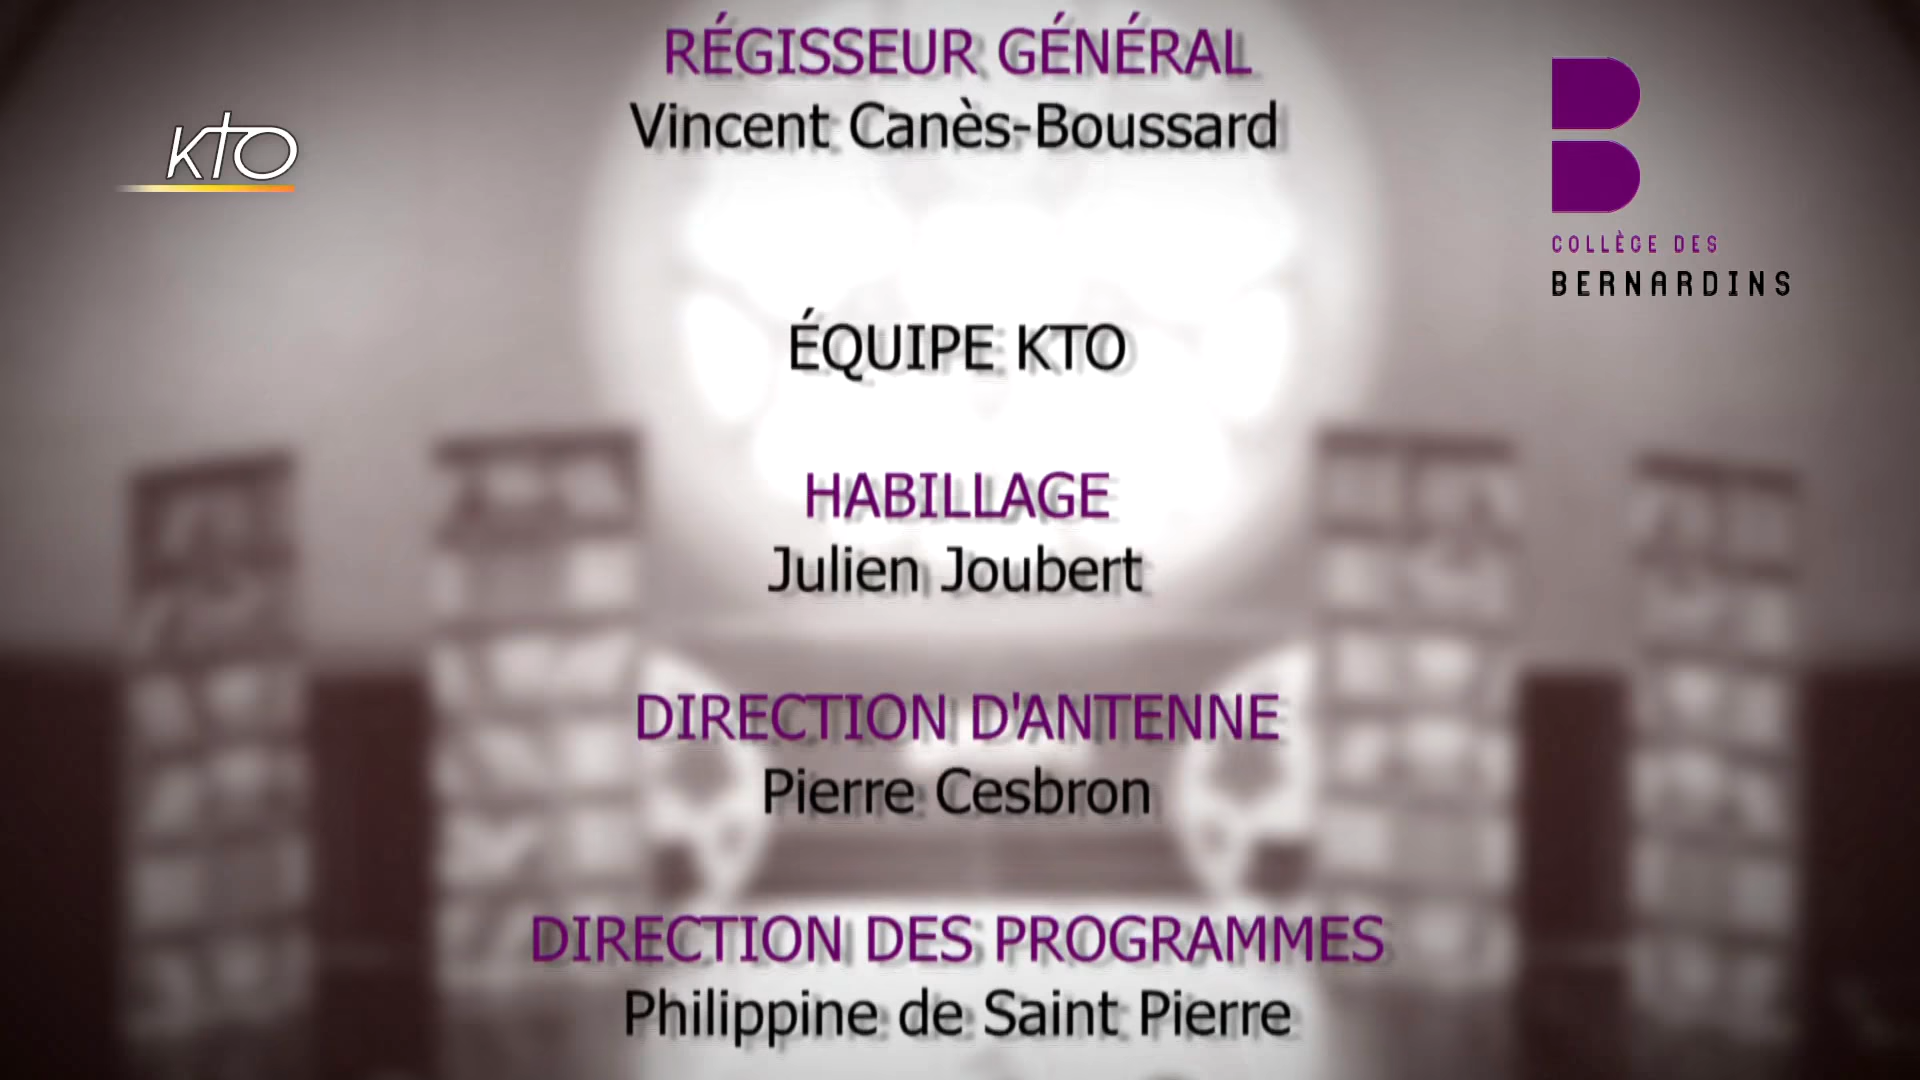 RÉGISSEUR GÉNÉRAL
Vincent Canès-Boussard
KTO
COLLÈGE DES
BERNARDINS
ÉQUIPE KTO
HABILLAGE
Julien Joubert
DIRECTION D'ANTENNE
Pierre Cesbron
DIRECTION DES PROGRAMMES
Philippine de Saint Pierre